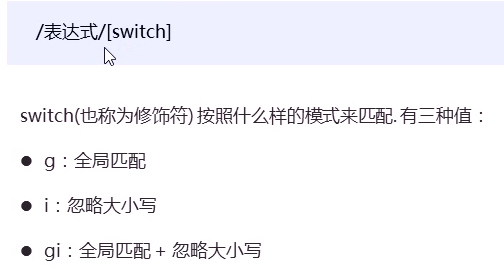 /表达式/[switch]
switch(也称为修饰符) 按照什么样的模式来匹配. 有三种值：
● g：全局匹配
● i：忽略大小写
● gi：全局匹配 + 忽略大小写